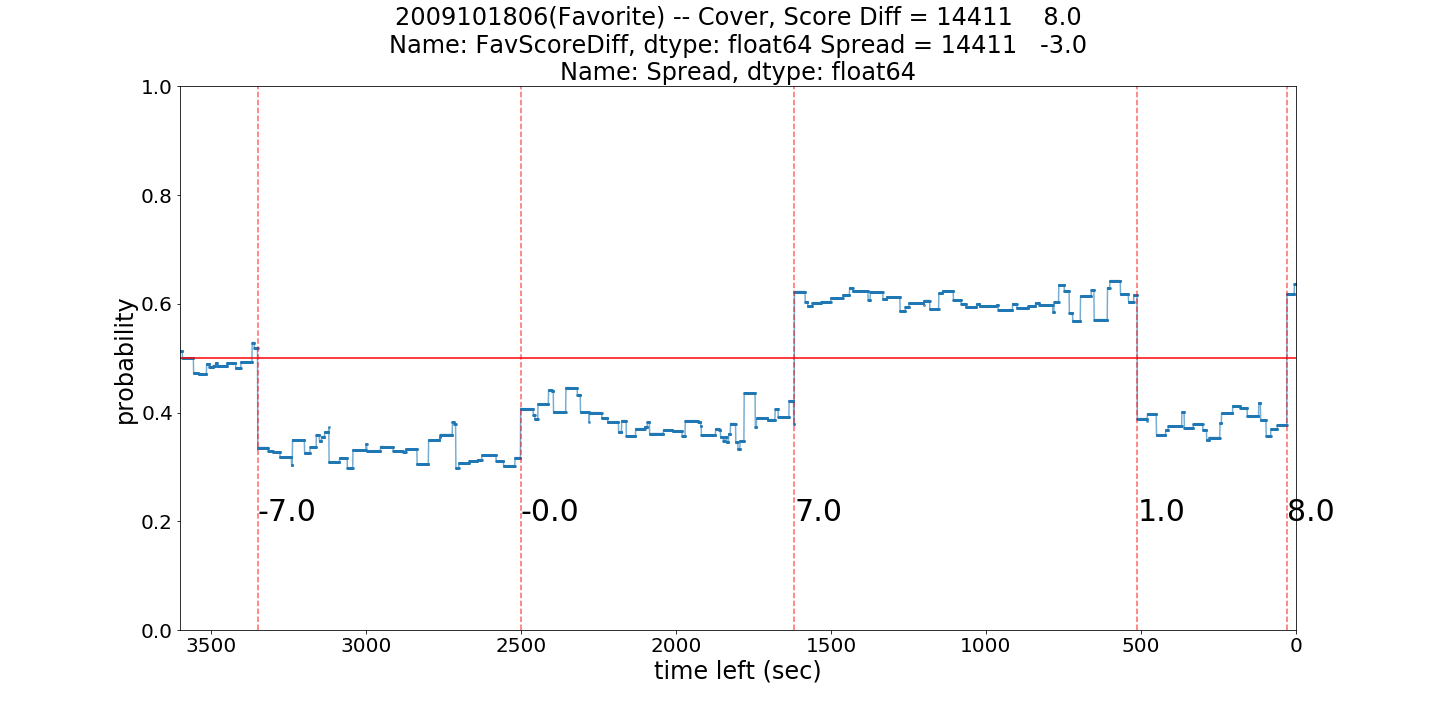 2009101806(Favorite) -- Cover, Score Diff = 14411    8.0
Name: FavScoreDiff, dtype: float64 Spread = 14411   -3.0
Name: Spread, dtype: float64
1.0
0.8
0.6
0.4
0.2
0.0
probability
-7.0
-0.0
7.0
1.0
8.0
3500 3000 2500 2000 1500 1000 500 0
time left (sec)